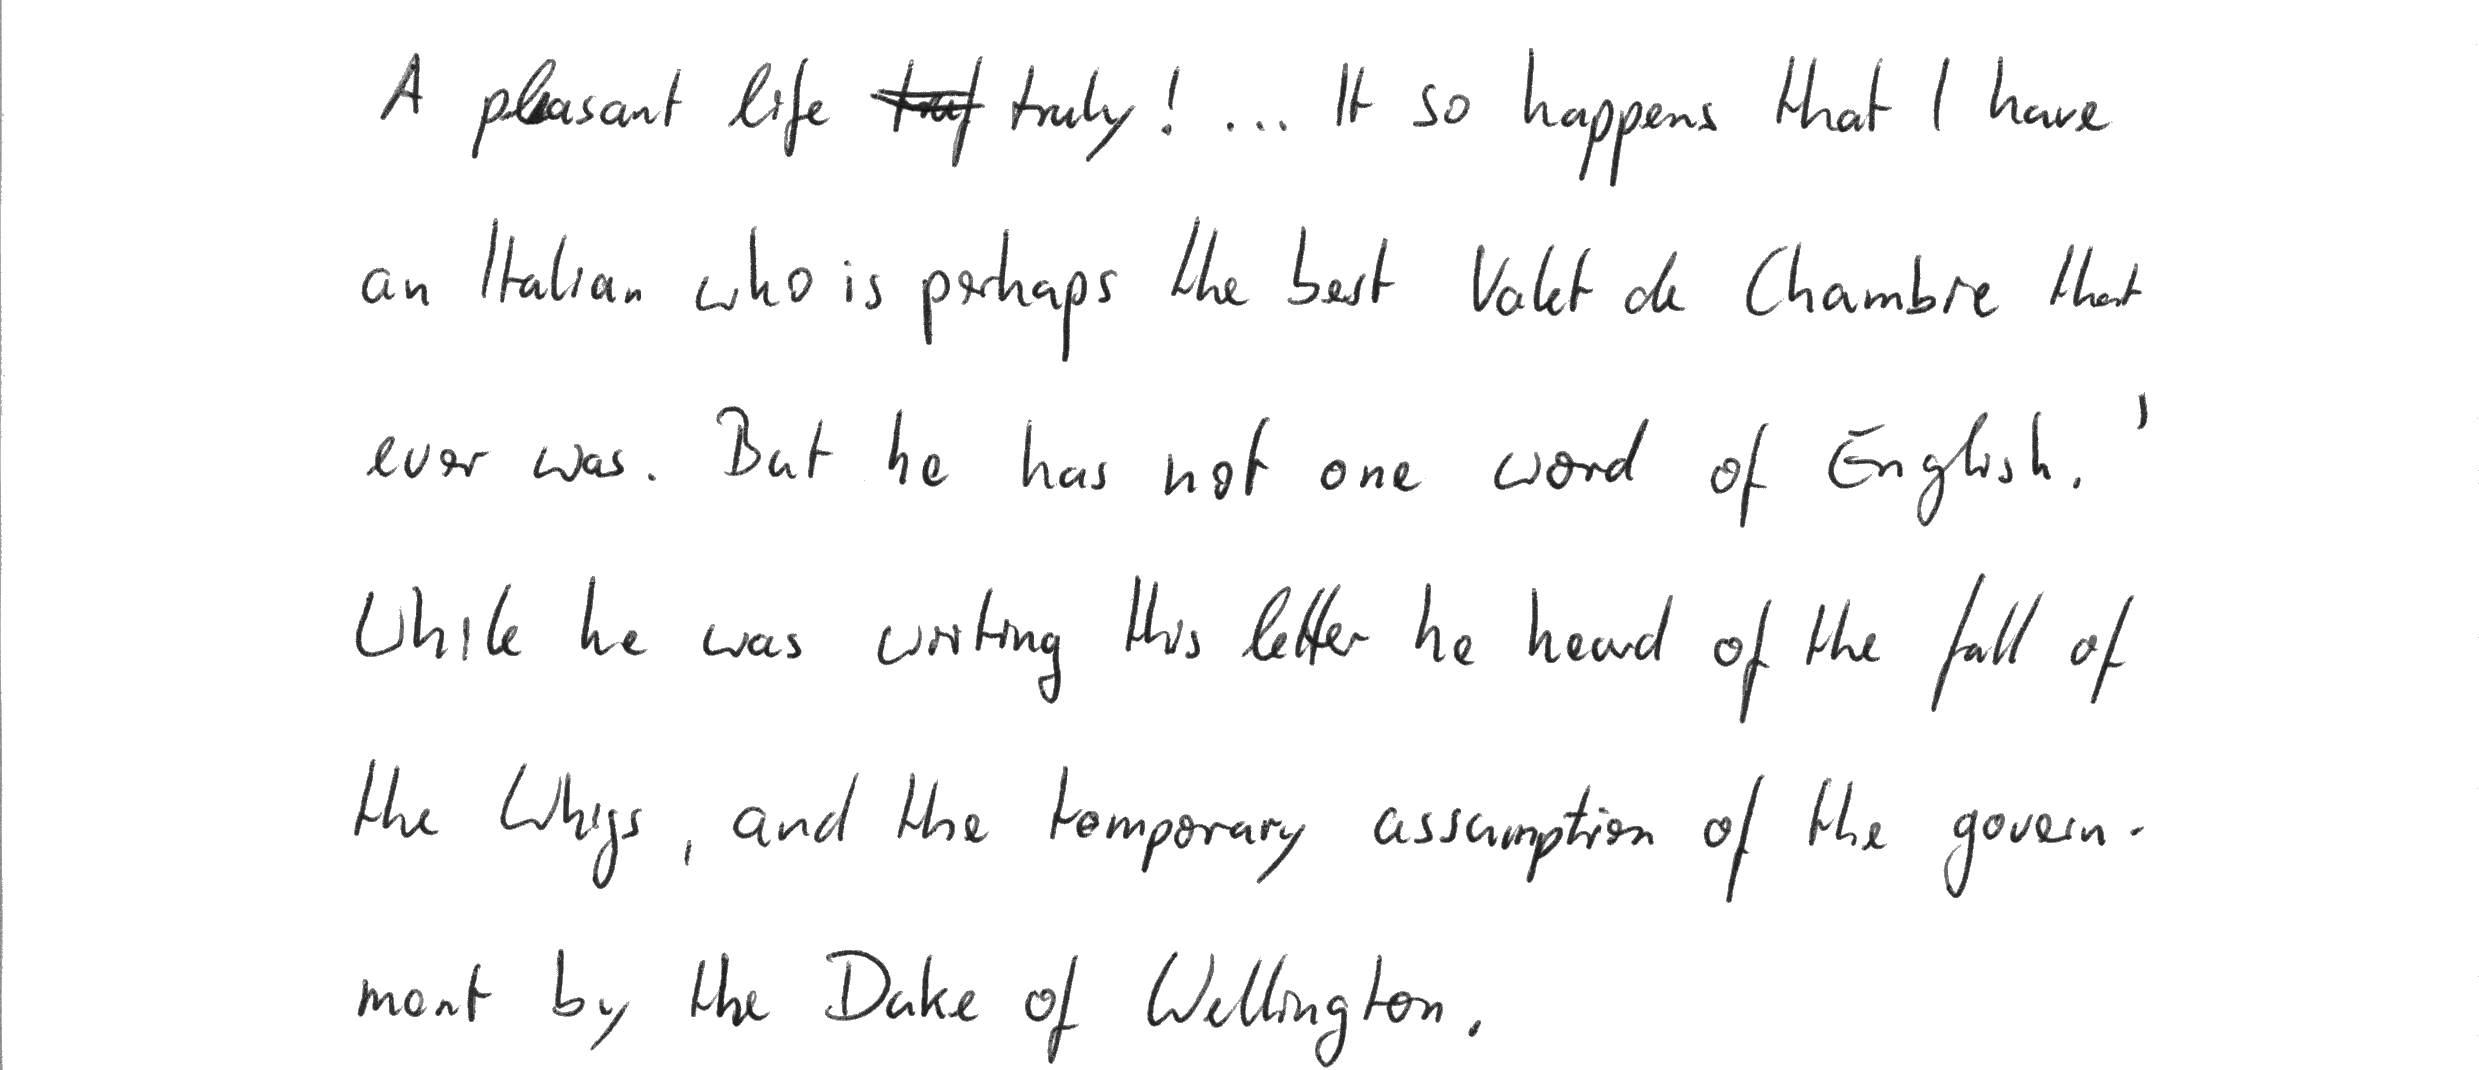 A pleasant life truly! ... It so happens that I have
an Italian who is perhaps the best Valet de Chambre that
ever was. But he has not one word of English.'
While he was writing this letter he heard of the fall of
the Whigs, and the temporary assumption of the govern-
ment by the Duke of Wellington.